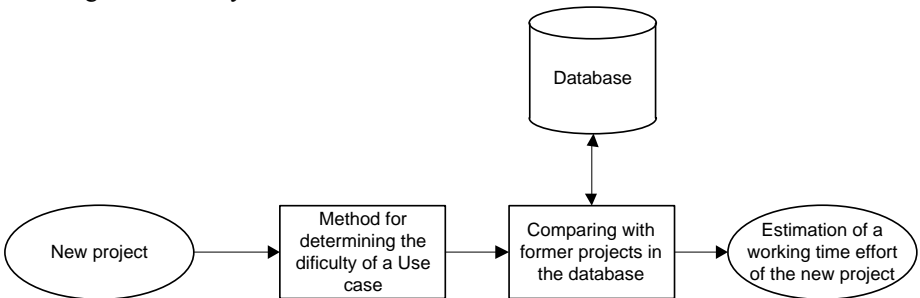 Database
New project
Method for
determining the
dificulty of a Use
case
Comparing with
former projects in
the database
Estimation of a
working time effort
of the new project